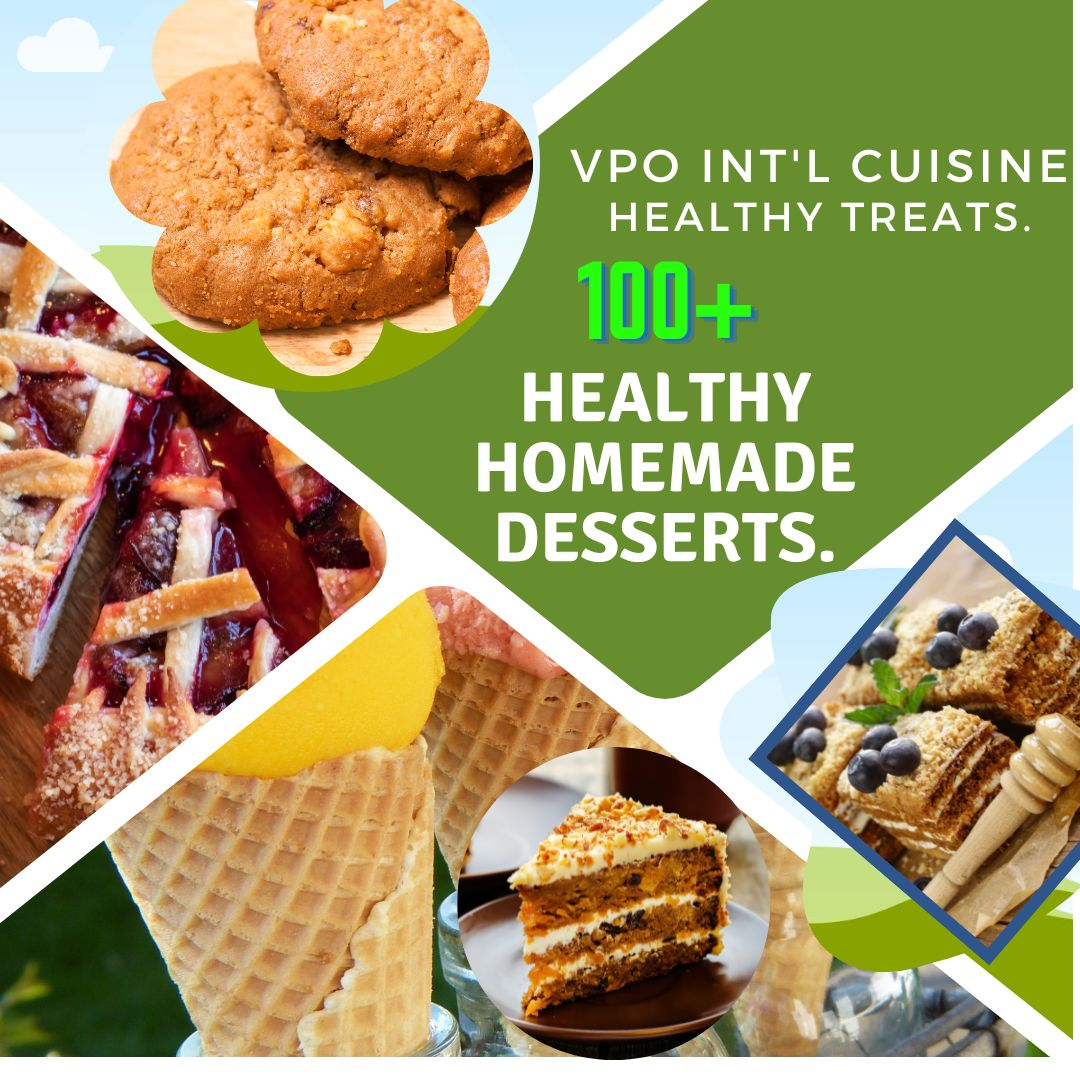 VPO INT'L CUISINE
HEALTHY TREATS.
100+
HEALTHY
HOMEMADE
DESSERTS.